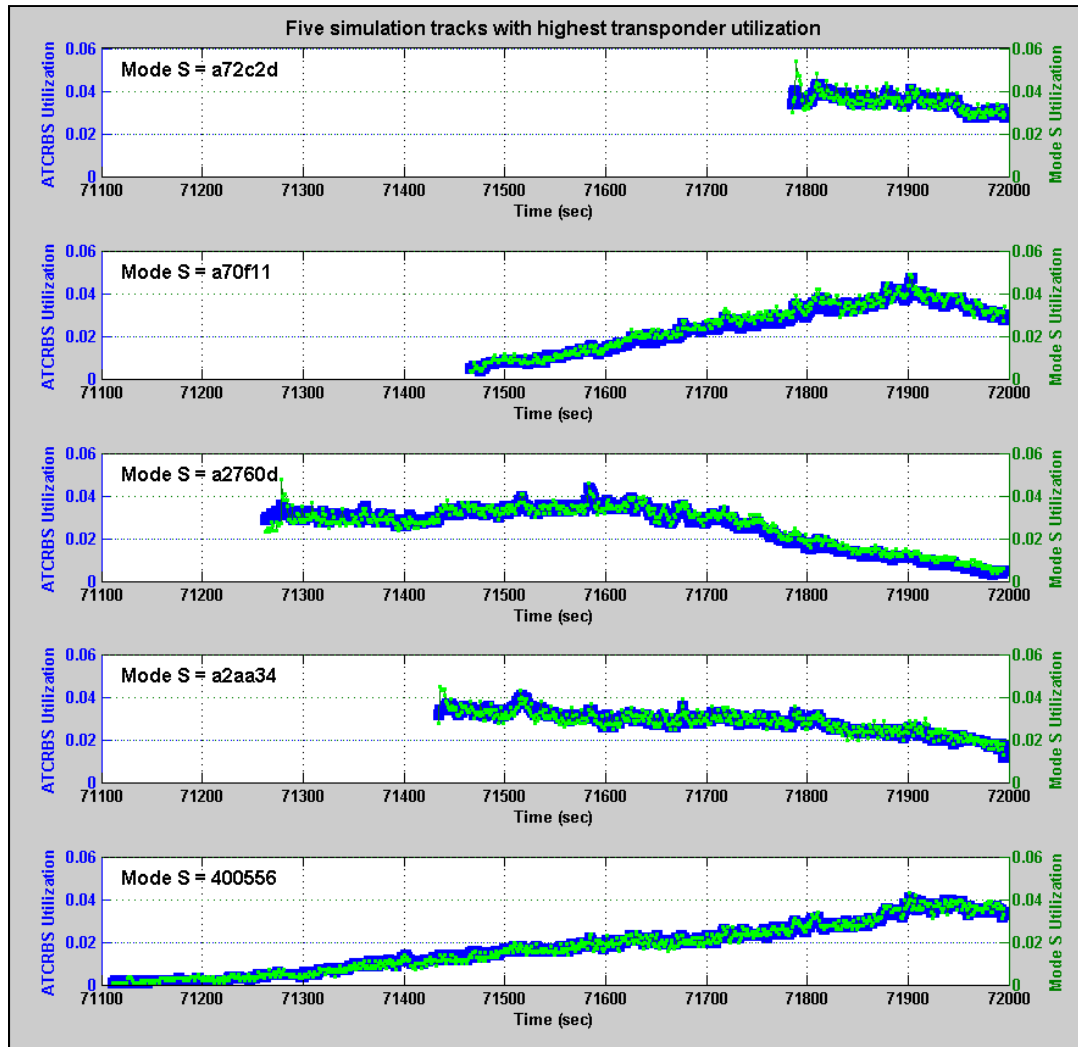 Five simulation tracks with highest transponder utilization
Mode S = a72c2d
ATCRBS Utilization
0.06
0.04
0.02
0
Mode S Utilization
0.06
0.04
0.02
0
71100 71200 71300 71400 71500 71600 71700 71800 71900 72000
Time (sec)
Mode S = a70f11
ATCRBS Utilization
0.06
0.04
0.02
0
Mode S Utilization
0.06
0.04
0.02
0
71100 71200 71300 71400 71500 71600 71700 71800 71900 72000
Time (sec)
Mode S = a2760d
ATCRBS Utilization
0.06
0.04
0.02
0
Mode S Utilization
0.06
0.04
0.02
0
71100 71200 71300 71400 71500 71600 71700 71800 71900 72000
Time (sec)
Mode S = a2aa34
ATCRBS Utilization
0.06
0.04
0.02
0
Mode S Utilization
0.06
0.04
0.02
0
71100 71200 71300 71400 71500 71600 71700 71800 71900 72000
Time (sec)
Mode S = 400556
ATCRBS Utilization
0.06
0.04
0.02
0
Mode S Utilization
0.06
0.04
0.02
0
71100 71200 71300 71400 71500 71600 71700 71800 71900 72000
Time (sec)